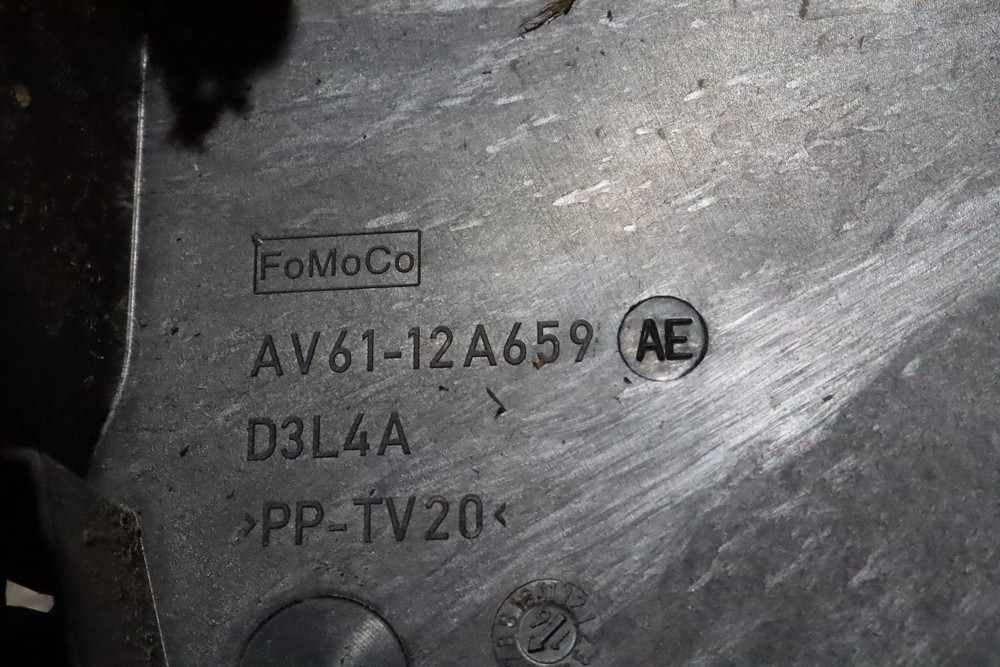 FoMoCo
AV61-12A659 AE
D3L4A
>PP-TV20<